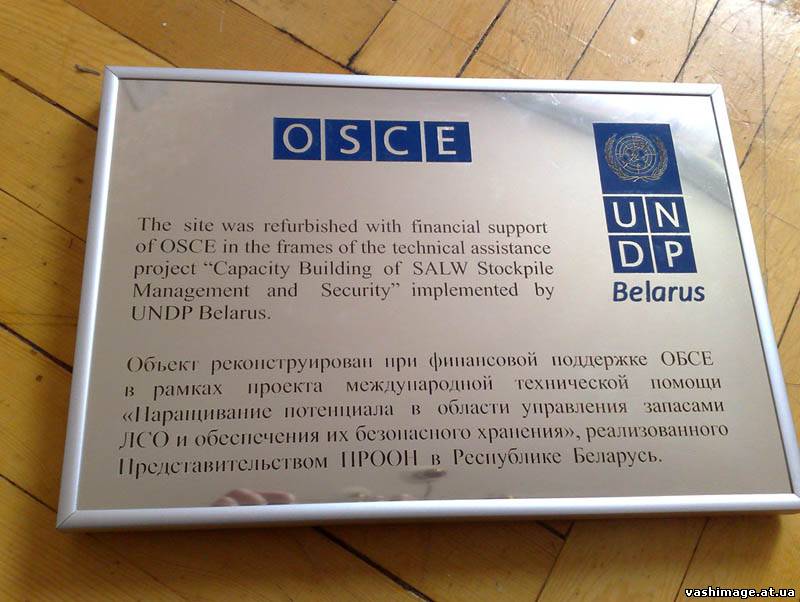 OSCE
UN
DP
Belarus
The site was refurbished with financial support
of OSCE in the frames of the technical assistance
project “Capacity Building of SALW Stockpile
Management and Security” implemented by
UNDP Belarus.
Объект реконструирован при финансовой поддержке ОБСЕ
в рамках проекта международной технической помощи
«Наращивание потенциала в области управления запасами
ЛСО и обеспечения их безопасного хранения», реализованного
Представительством ПРООН в Республике Беларусь.
vashimage.at.ua